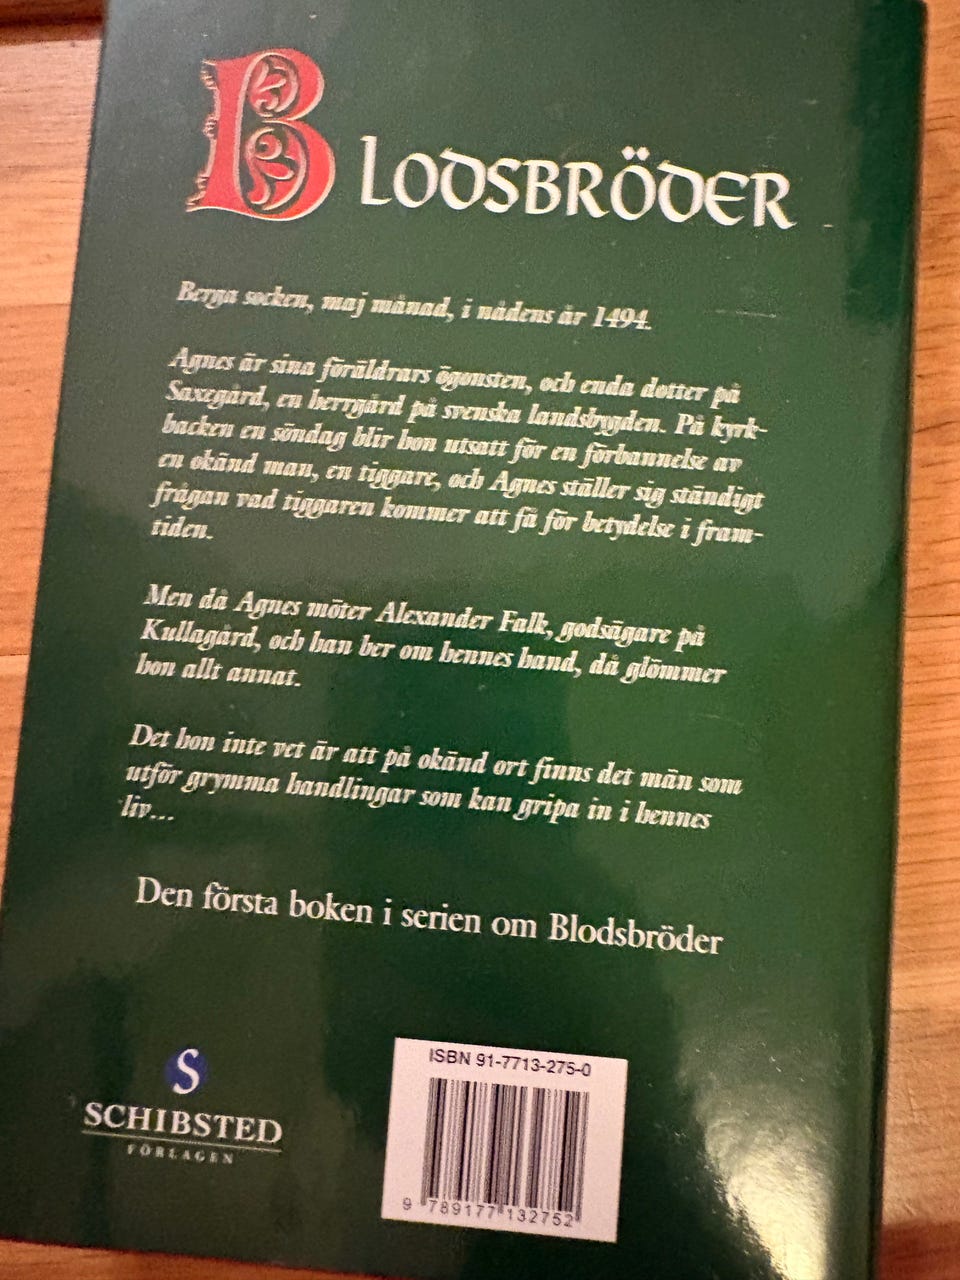 BLODSBRÖDER
Berga socken, maj månad, i nådens år 1494.
Agnes är sina föräldrars ögonsten, och enda dotter på
Saxegård, en herrgård på svenska landsbygden. På kyrk-
backen en söndag blir hon utsatt för en förbannelse av
en okänd man, en tiggare, och Agnes ställer sig ständigt
frågan vad tiggaren kommer att få för betydelse i fram-
tiden.
Men då Agnes möter Alexander Falk, godsägare på
Kullagård, och han ber om hennes hand, då glömmer
hon allt annat.
Det hon inte vet är att på okänd ort finns det män som
utför grymma handlingar som kan gripa in i hennes
liv...
Den första boken i serien om Blodsbröder
ISBN 91-7713-275-0
9 789177 132752
S
SCHIBSTED
FÖRLAGEN